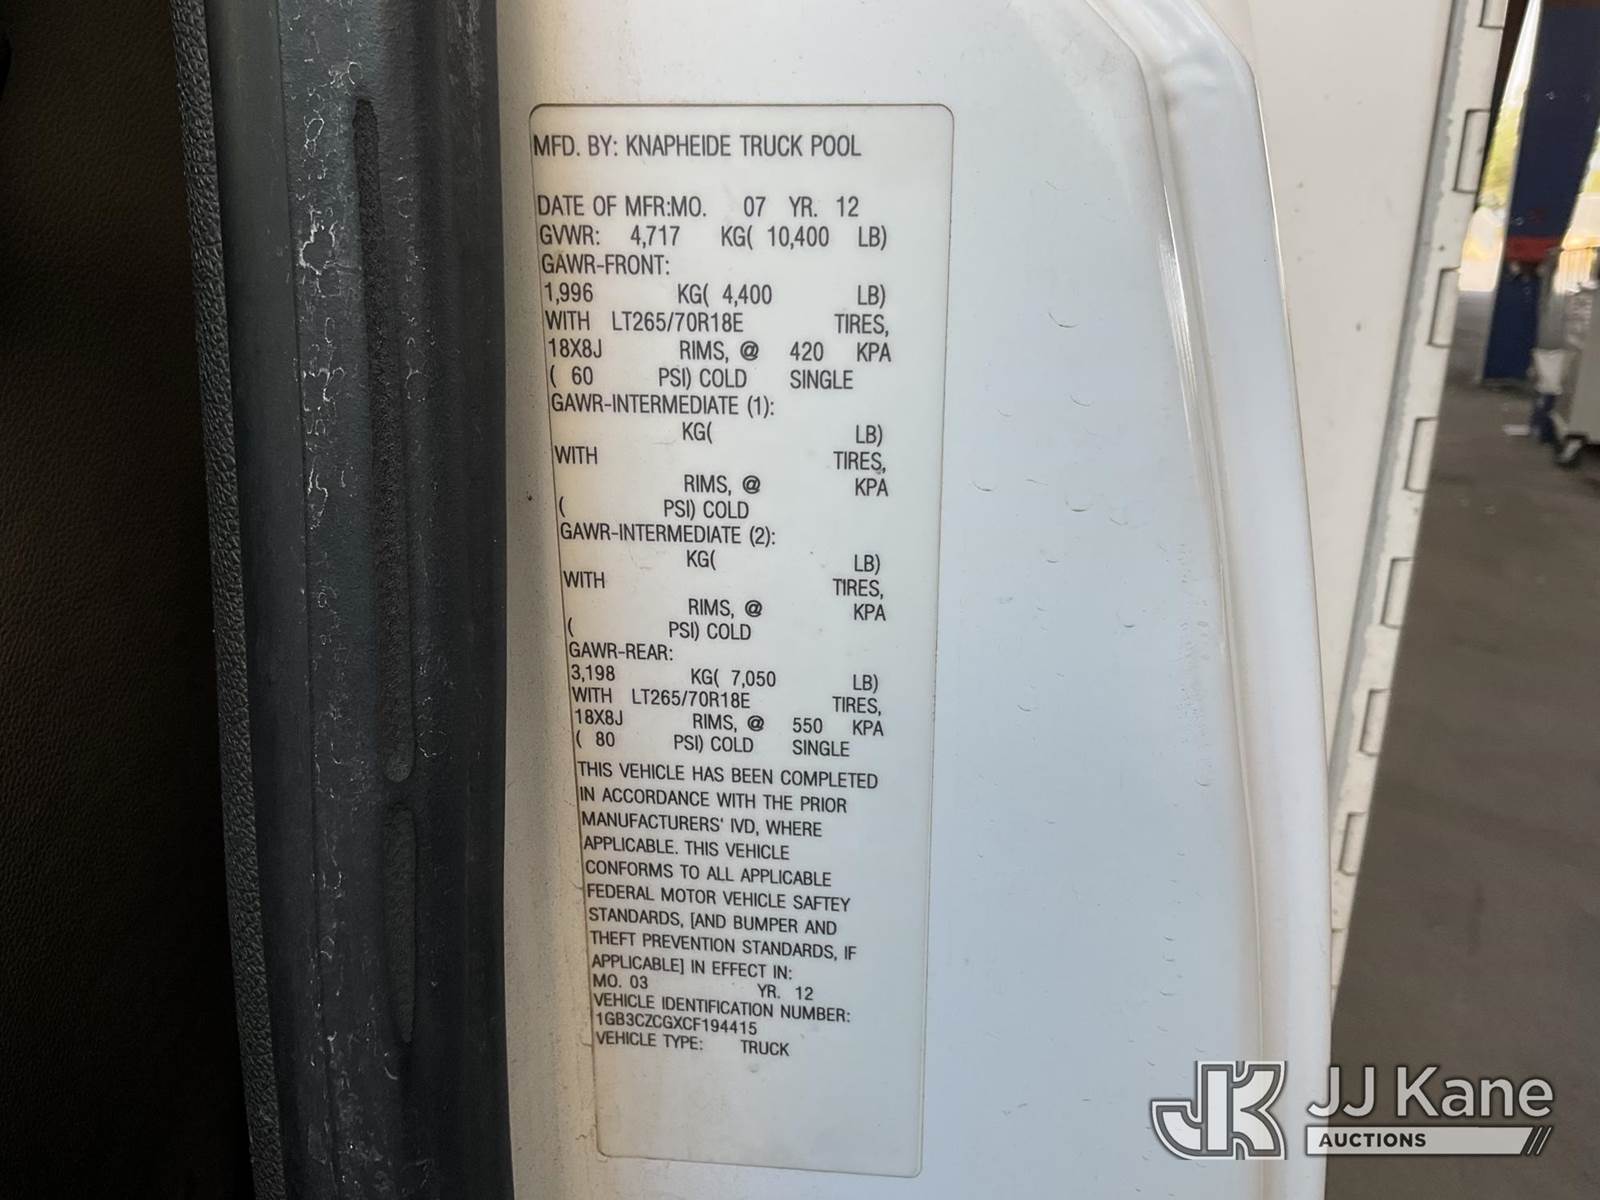 MFD. BY: KNAPHEIDE TRUCK POOL
DATE OF MFR:MO. 07 YR. 12
GVWR: 4,717 KG( 10,400 LB)
GAWR-FRONT:
1,996 KG( 4,400 LB)
WITH LT265/70R18E TIRES,
18X8J RIMS, @ 420 KPA
( 60 PSI) COLD SINGLE
GAWR-INTERMEDIATE (1):
KG( LB)
WITH TIRES,
RIMS, @ KPA
( PSI) COLD
GAWR-INTERMEDIATE (2):
KG( LB)
WITH TIRES,
RIMS, @ KPA
( PSI) COLD
GAWR-REAR:
3,198 KG( 7,050 LB)
WITH LT265/70R18E TIRES,
18X8J RIMS, @ 550 KPA
( 80 PSI) COLD SINGLE
THIS VEHICLE HAS BEEN COMPLETED
IN ACCORDANCE WITH THE PRIOR
MANUFACTURERS' IVD, WHERE
APPLICABLE. THIS VEHICLE
CONFORMS TO ALL APPLICABLE
FEDERAL MOTOR VEHICLE SAFTEY
STANDARDS, [AND BUMPER AND
THEFT PREVENTION STANDARDS, IF
APPLICABLE] IN EFFECT IN:
MO. 03 YR. 12
VEHICLE IDENTIFICATION NUMBER:
1GB3CZCGXCF194415
VEHICLE TYPE: TRUCK
JK JJ Kane
AUCTIONS